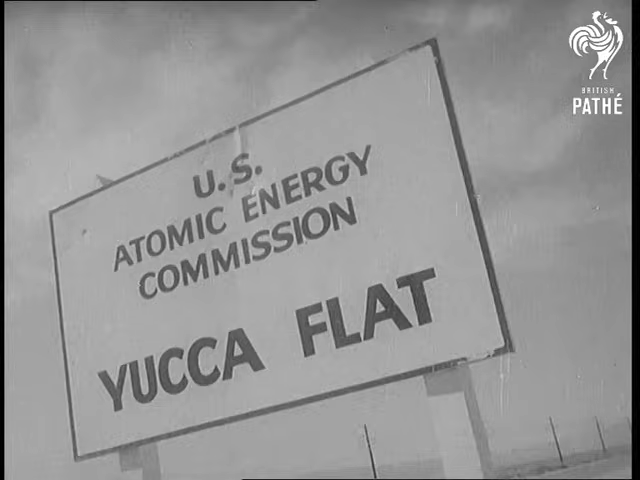 BRITISH
PATHÉ
U.S.
ATOMIC ENERGY
COMMISSION
YUCCA FLAT